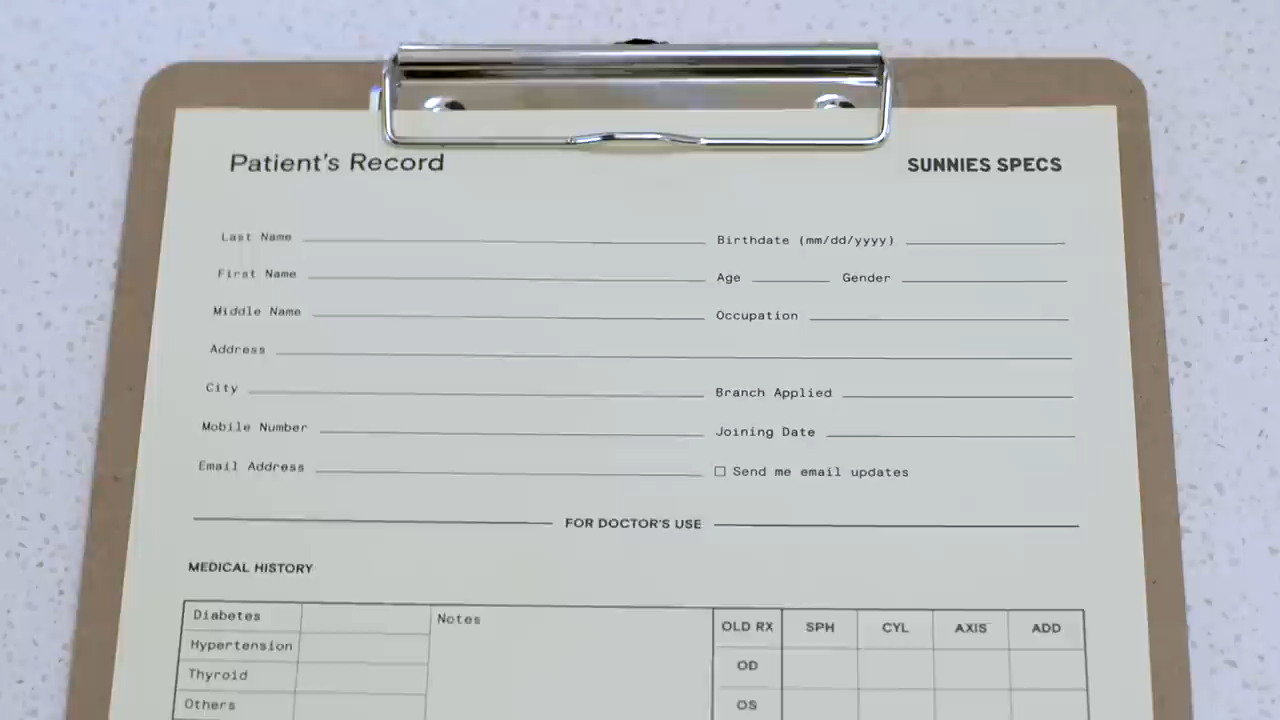 Patient's Record SUNNIES SPECS
Last Name Birthdate (mm/dd/yyyy)
First Name Age Gender
Middle Name Occupation
Address
City Branch Applied
Mobile Number Joining Date
Email Address Send me email updates
FOR DOCTOR'S USE
MEDICAL HISTORY
Diabetes Notes OLD RX SPH CYL AXIS ADD
Hypertension
OD
Thyroid
Others OS